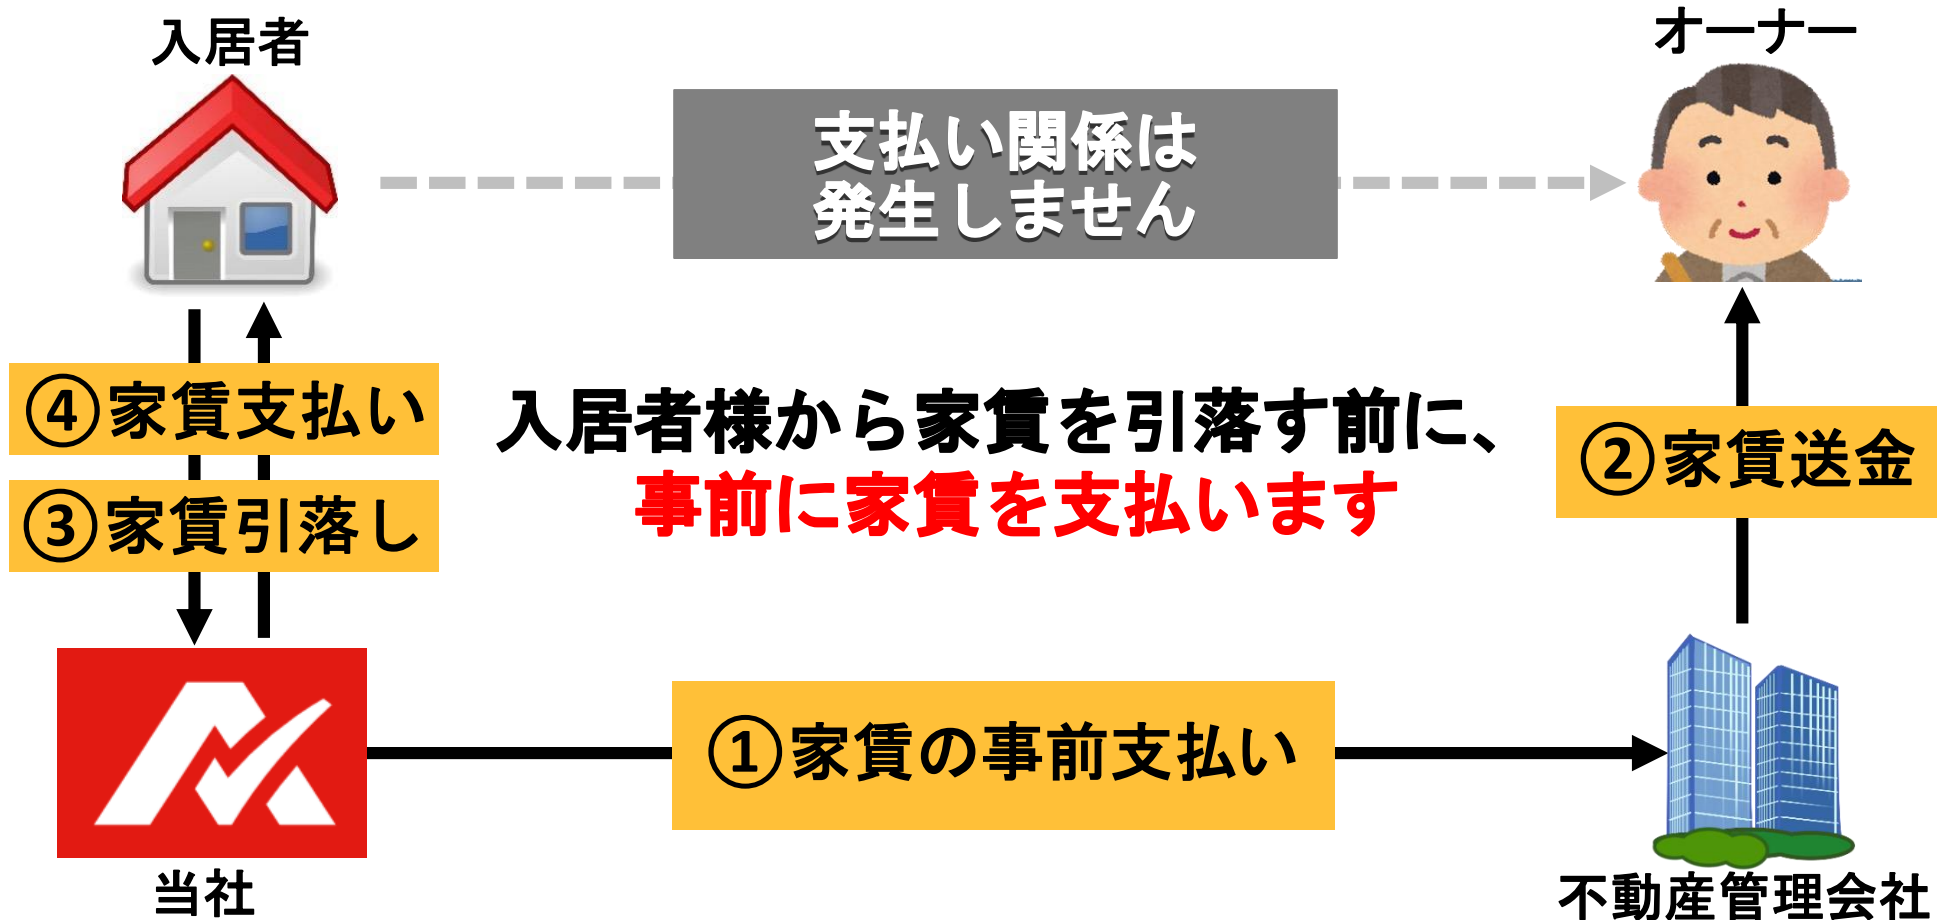 入居者
オーナー
支払い関係は
発生しません
④家賃支払い
③家賃引落し
入居者様から家賃を引落す前に、
事前に家賃を支払います
②家賃送金
①家賃の事前支払い
当社
不動産管理会社